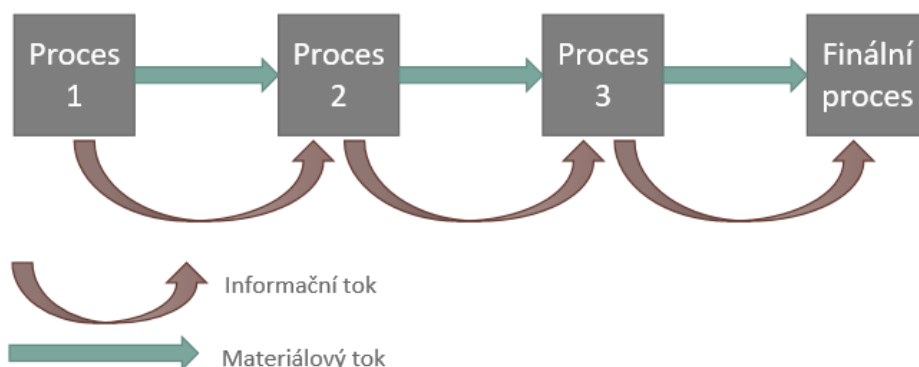 Proces
1
Proces
2
Proces
3
Finální
proces
Informační tok
Materiálový tok